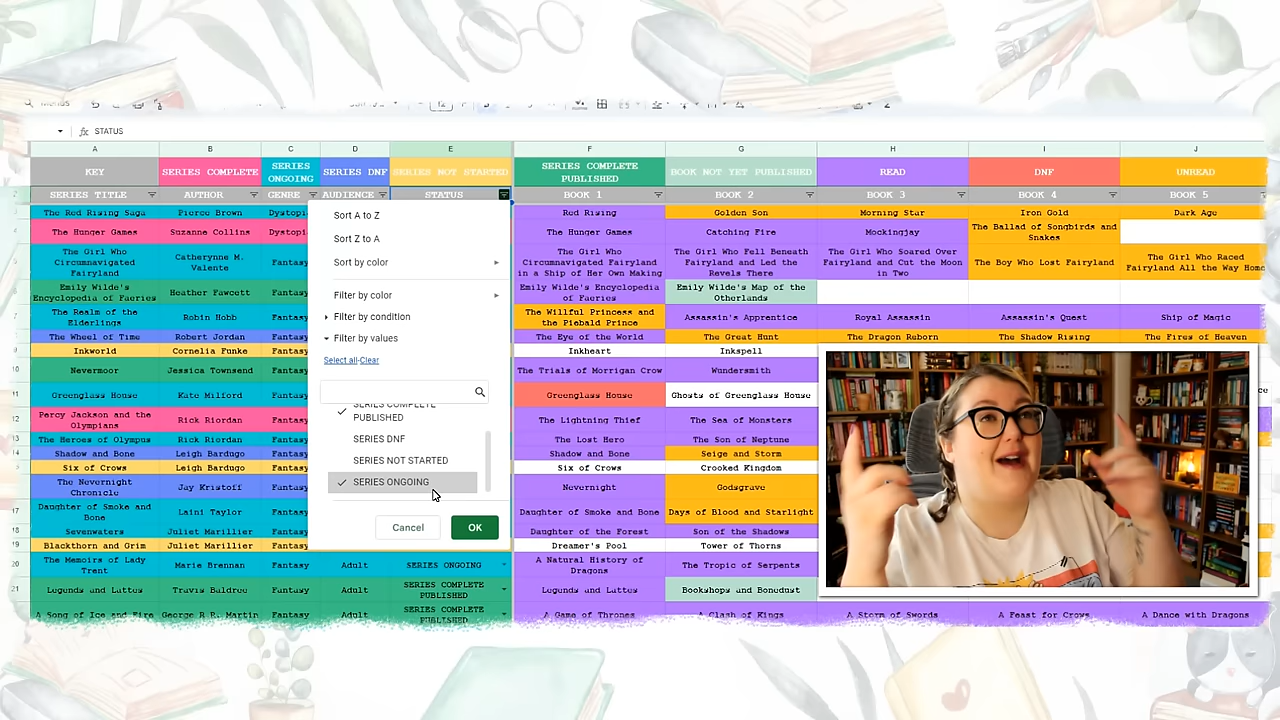 STATUS
A B C D E F G H I J
KEY SERIES COMPLETE SERIES ONGOING SERIES DNF SERIES NOT STARTED SERIES COMPLETE PUBLISHED BOOK NOT YET PUBLISHED READ DNF UNREAD
SERIES TITLE AUTHOR GENRE AUDIENCE STATUS BOOK 1 BOOK 2 BOOK 3 BOOK 4 BOOK 5
The Red Rising Saga Pierce Brown Dystopi Red Rising Golden Son Morning Star Iron Gold Dark Age
The Hunger Games Suzanne Collins Dystopi The Hunger Games Catching Fire Mockingjay The Ballad of Songbirds and Snakes
The Girl Who Circumnavigated Fairyland Catherynne M. Valente Fantasy The Girl Who Circumnavigated Fairyland in a Ship of Her Own Making The Girl Who Fell Beneath Fairyland and Led the Revels There The Girl Who Soared Over Fairyland and Cut the Moon in Two The Boy Who Lost Fairyland The Girl Who Raced Fairyland All the Way Home
Emily Wilde's Encyclopedia of Faeries Heather Fawcett Fantasy Emily Wilde's Encyclopedia of Faeries Emily Wilde's Map of the Otherlands
The Realm of the Elderlings Robin Hobb Fantasy The Willful Princess and the Piebald Prince Assassin's Apprentice Royal Assassin Assassin's Quest Ship of Magic
The Wheel of Time Robert Jordan Fantasy The Eye of the World The Great Hunt The Dragon Reborn The Shadow Rising The Fires of Heaven
Inkworld Cornelia Funke Fantasy Inkheart Inkspell
Nevermoor Jessica Townsend Fantasy The Trials of Morrigan Crow Wundersmith
Greenglass House Kate Milford Fantasy Greenglass House Ghosts of Greenglass House
Percy Jackson and the Olympians Rick Riordan Fantasy The Lightning Thief The Sea of Monsters
The Heroes of Olympus Rick Riordan Fantasy The Lost Hero The Son of Neptune
Shadow and Bone Leigh Bardugo Fantasy Shadow and Bone Seige and Storm
Six of Crows Leigh Bardugo Fantasy Six of Crows Crooked Kingdom
The Nevernight Chronicle Jay Kristoff Fantasy Nevernight Godsgrave
Daughter of Smoke and Bone Laini Taylor Fantasy Daughter of Smoke and Bone Days of Blood and Starlight
Sevenwaters Juliet Marillier Fantasy Daughter of the Forest Son of the Shadows
Blackthorn and Grim Juliet Marillier Fantasy Dreamer's Pool Tower of Thorns
The Memoirs of Lady Trent Marie Brennan Fantasy Adult SERIES ONGOING A Natural History of Dragons The Tropic of Serpents
Legends and Lattes Travis Baldree Fantasy Adult SERIES COMPLETE PUBLISHED Legends and Lattes Bookshops and Bonedust
A Song of Ice and Fire George R.R. Martin Fantasy Adult SERIES COMPLETE PUBLISHED A Game of Thrones A Clash of Kings A Storm of Swords A Feast for Crows A Dance with Dragons
Sort A to Z
Sort Z to A
Sort by color
Filter by color
Filter by condition
Filter by values
Select all-Clear
SERIES COMPLETE
PUBLISHED
SERIES DNF
SERIES NOT STARTED
SERIES ONGOING
Cancel OK